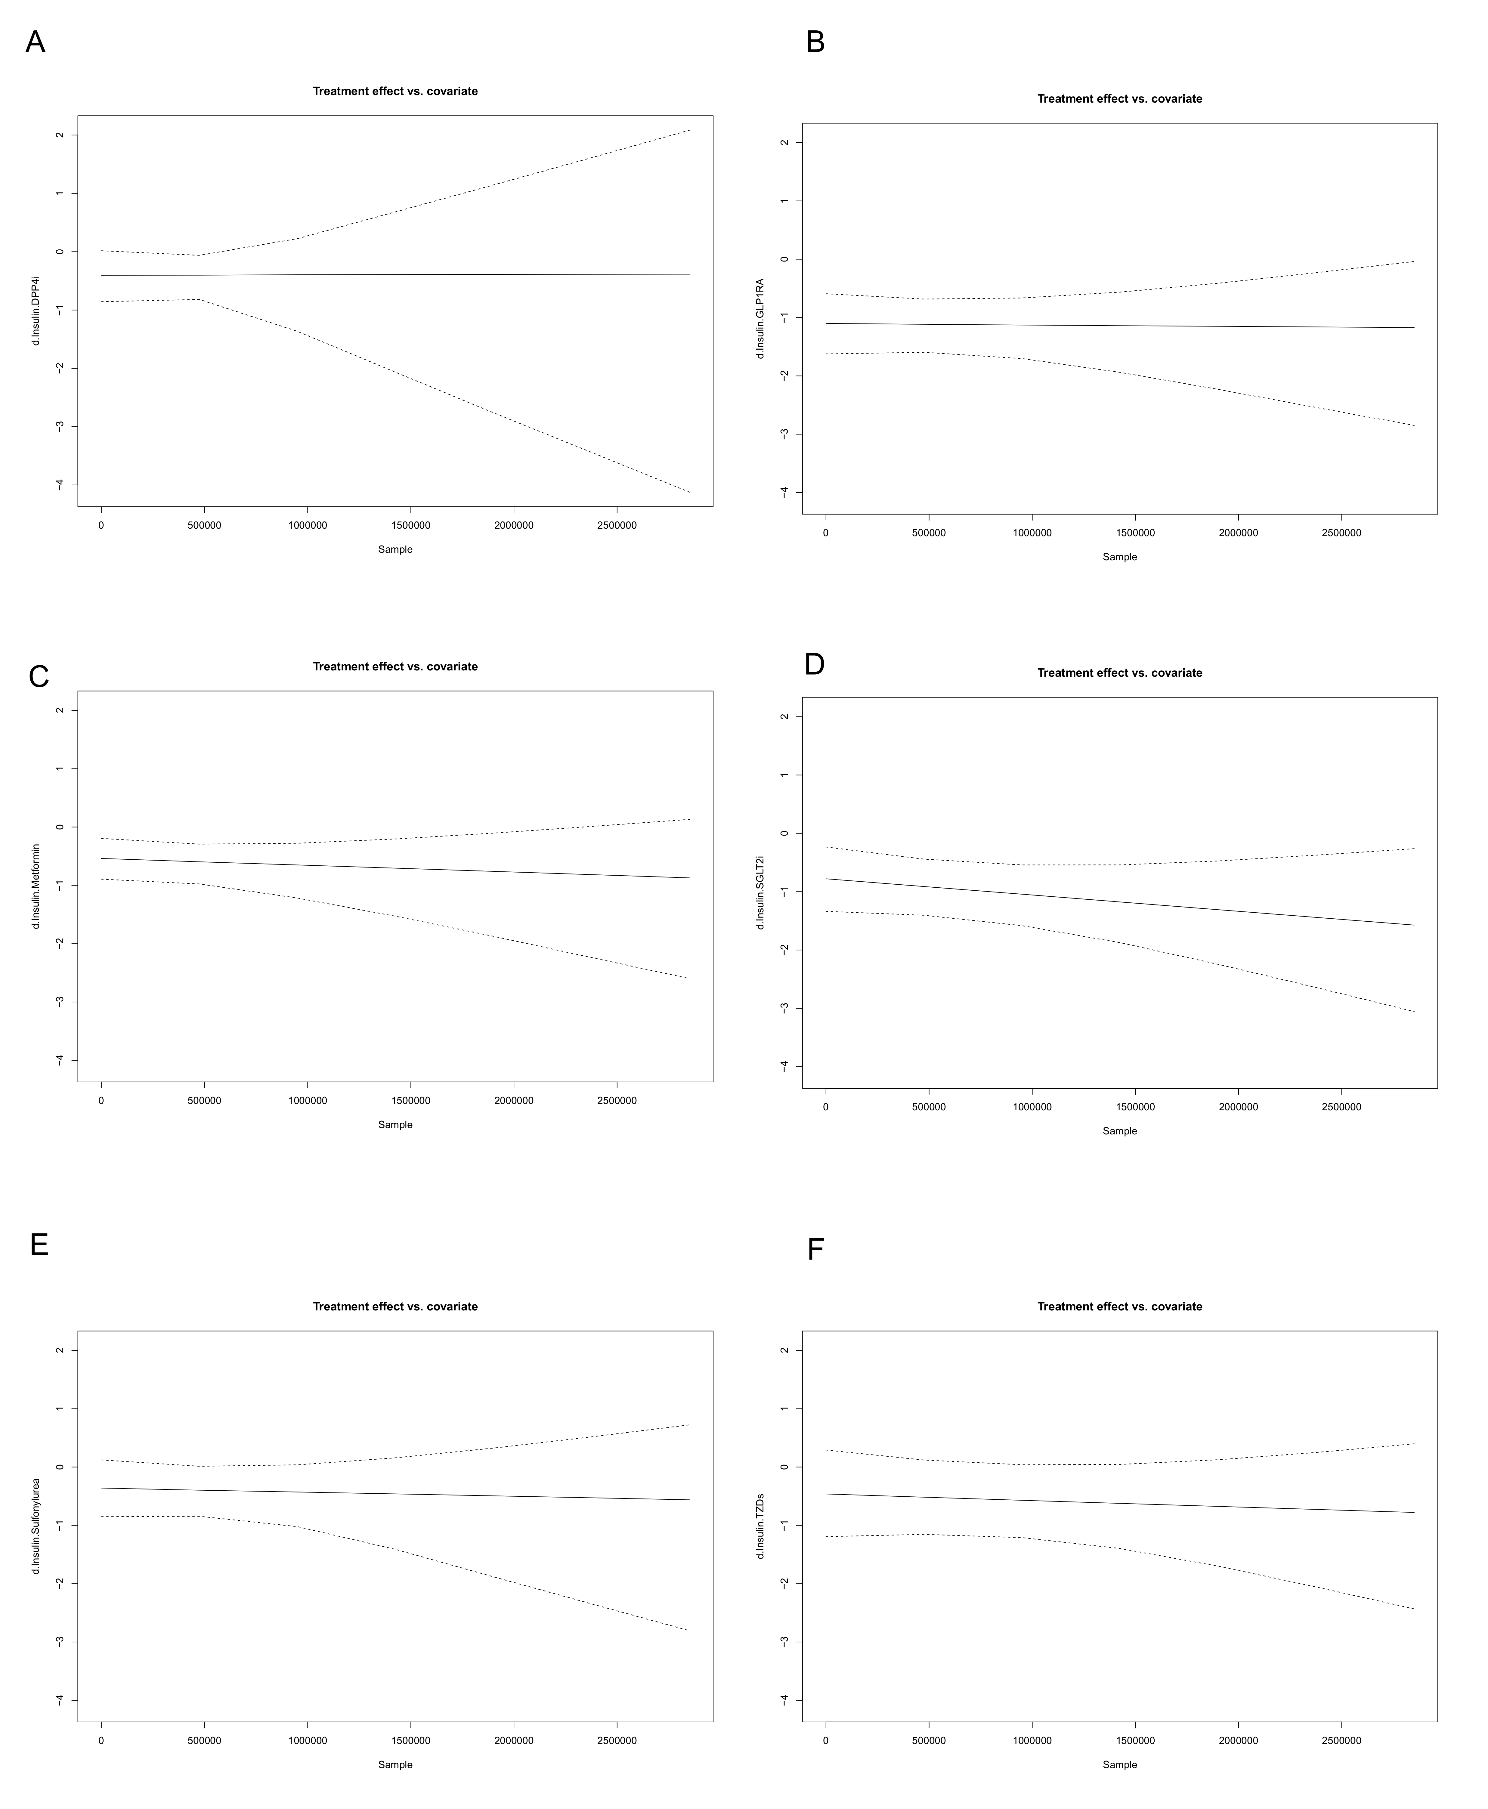 A
Treatment effect vs. covariate
d.Insulin.DPP4i
2
1
0
−1
−2
−3
−4
0 500000 1000000 1500000 2000000 2500000
Sample
B
Treatment effect vs. covariate
d.Insulin.GLP1RA
2
1
0
−1
−2
−3
−4
0 500000 1000000 1500000 2000000 2500000
Sample
C
Treatment effect vs. covariate
d.Insulin.Metformin
2
1
0
−1
−2
−3
−4
0 500000 1000000 1500000 2000000 2500000
Sample
D
Treatment effect vs. covariate
d.Insulin.SGLT2i
2
1
0
−1
−2
−3
−4
0 500000 1000000 1500000 2000000 2500000
Sample
E
Treatment effect vs. covariate
d.Insulin.Sulfonylurea
2
1
0
−1
−2
−3
−4
0 500000 1000000 1500000 2000000 2500000
Sample
F
Treatment effect vs. covariate
d.Insulin.TZDs
2
1
0
−1
−2
−3
−4
0 500000 1000000 1500000 2000000 2500000
Sample